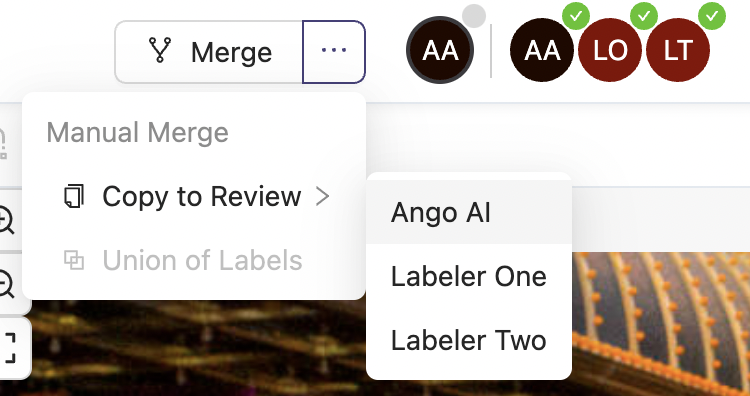 Merge
AA
AA
LO
LT
Manual Merge
Copy to Review
Ango AI
Union of Labels
Labeler One
Labeler Two